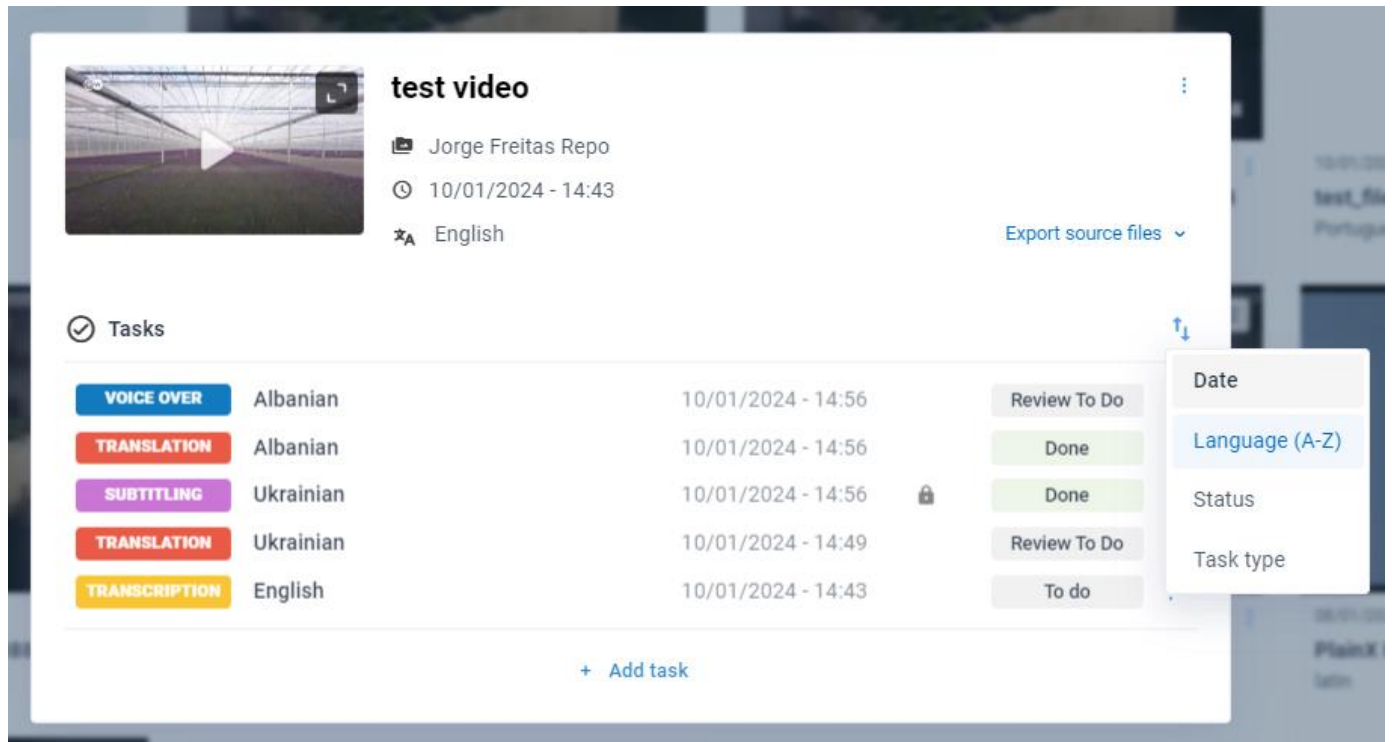 test video
Jorge Freitas Repo
10/01/2024 - 14:43
English
Export source files
Tasks
VOICE OVER Albanian 10/01/2024 - 14:56 Review To Do
TRANSLATION Albanian 10/01/2024 - 14:56 Done
SUBTITLING Ukrainian 10/01/2024 - 14:56 Done
TRANSLATION Ukrainian 10/01/2024 - 14:49 Review To Do
TRANSCRIPTION English 10/01/2024 - 14:43 To do
+ Add task
Date
Language (A-Z)
Status
Task type